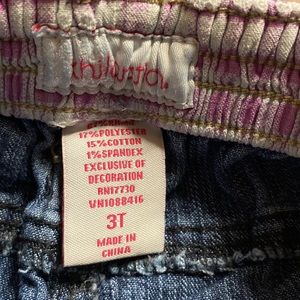 17%POLYESTER
15%COTTON
1%SPANDEX
EXCLUSIVE OF
DECORATION
RN17730
VN1088416
3T
MADE IN
CHINA